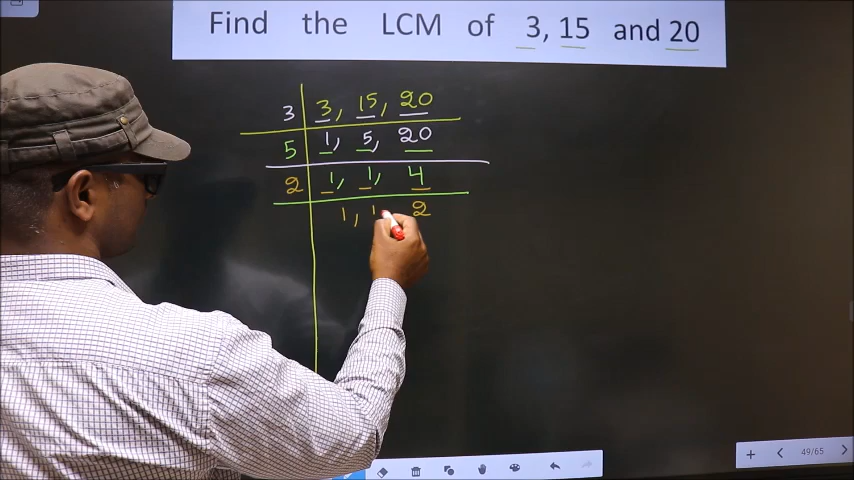 Find the LCM of 3, 15 and 20
3 3, 15, 20
5 1, 5, 20
2 1, 1, 4
1, 1 2
49/65